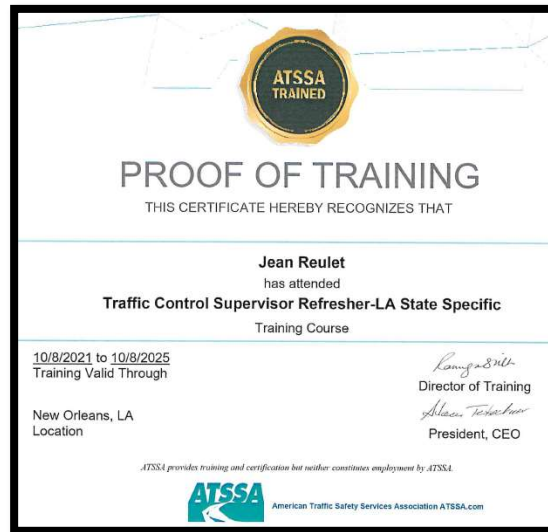 ATSSA
TRAINED
PROOF OF TRAINING
THIS CERTIFICATE HEREBY RECOGNIZES THAT
Jean Reulet
has attended
Traffic Control Supervisor Refresher-LA State Specific
Training Course
10/8/2021 to 10/8/2025
Training Valid Through
Director of Training
New Orleans, LA
Location
President, CEO
ATSSA provides training and certification but neither constitutes employment by ATSSA.
ATSSA
American Traffic Safety Services Association ATSSA.com